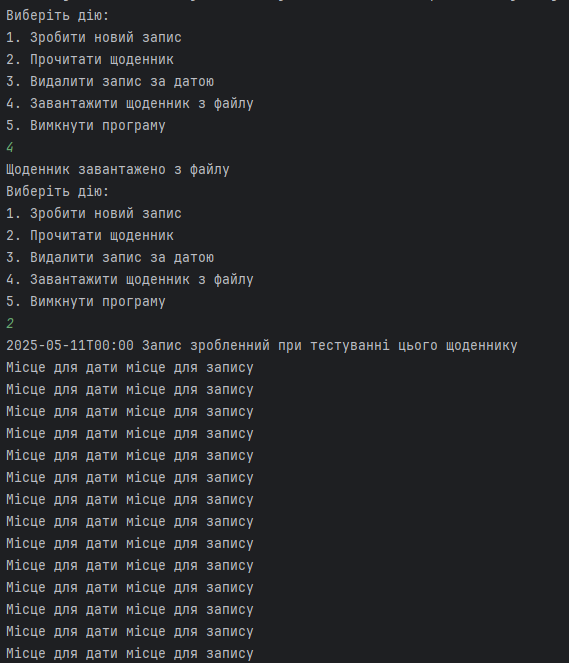 Виберіть дію:
1. Зробити новий запис
2. Прочитати щоденник
3. Видалити запис за датою
4. Завантажити щоденник з файлу
5. Вимкнути програму
4
Щоденник завантажено з файлу
Виберіть дію:
1. Зробити новий запис
2. Прочитати щоденник
3. Видалити запис за датою
4. Завантажити щоденник з файлу
5. Вимкнути програму
2
2025-05-11T00:00 Запис зробленний при тестуванні цього щоденнику
Місце для дати місце для запису
Місце для дати місце для запису
Місце для дати місце для запису
Місце для дати місце для запису
Місце для дати місце для запису
Місце для дати місце для запису
Місце для дати місце для запису
Місце для дати місце для запису
Місце для дати місце для запису
Місце для дати місце для запису
Місце для дати місце для запису
Місце для дати місце для запису
Місце для дати місце для запису
Місце для дати місце для запису